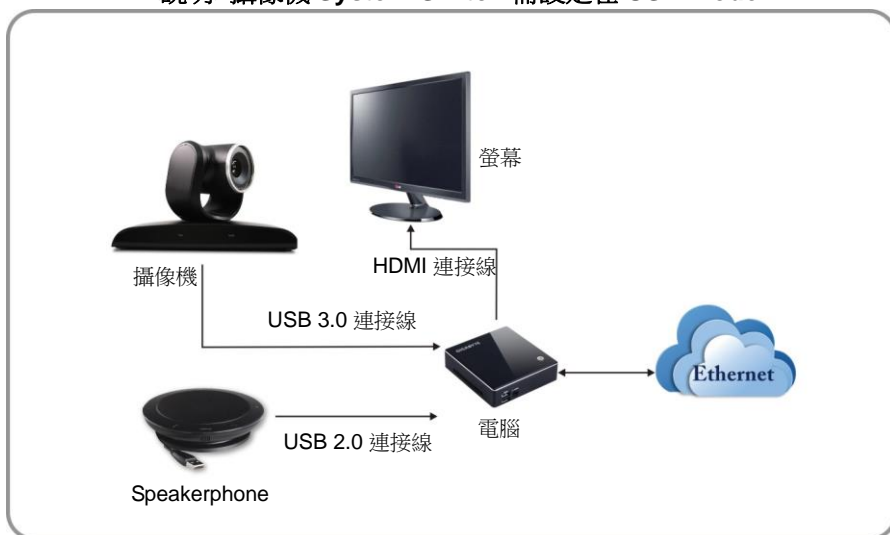 螢幕
HDMI 連接線
攝像機
USB 3.0 連接線
Ethernet
電腦
USB 2.0 連接線
Speakerphone